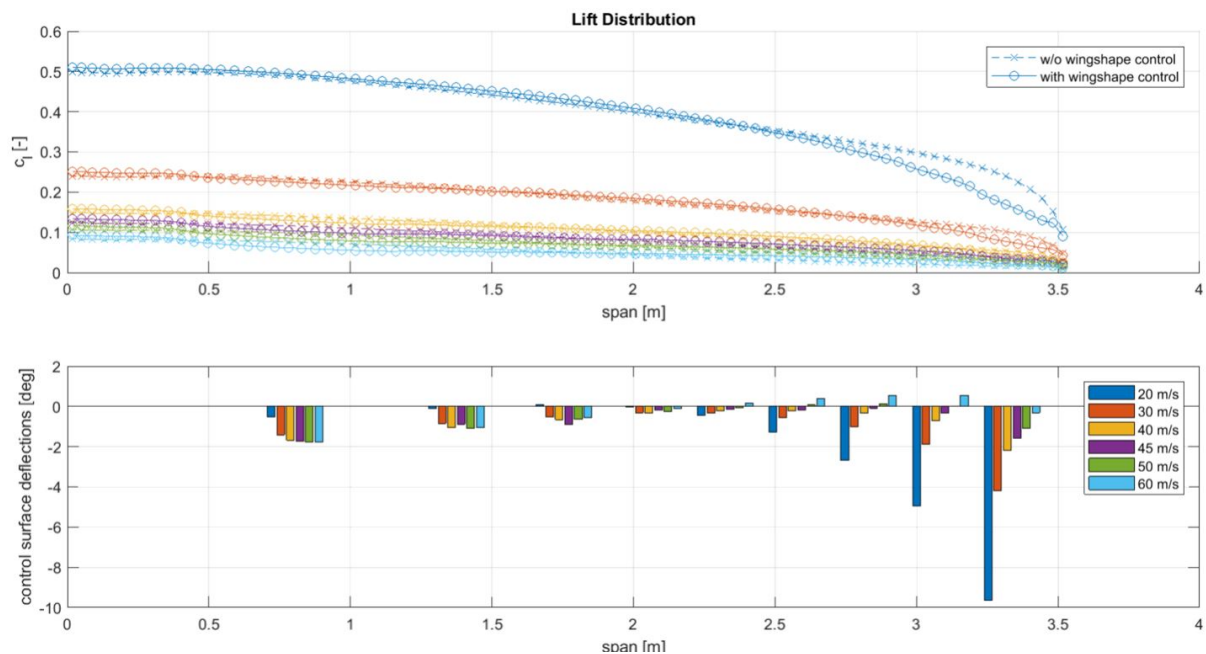 Lift Distribution
0.6
0.5
0.4
0.3
0.2
0.1
0
c_l [-]
w/o wingshape control
with wingshape control
0 0.5 1 1.5 2 2.5 3 3.5 4
span [m]
2
0
-2
-4
-6
-8
-10
control surface deflections [deg]
20 m/s
30 m/s
40 m/s
45 m/s
50 m/s
60 m/s
0 0.5 1 1.5 2 2.5 3 3.5 4
span [m]